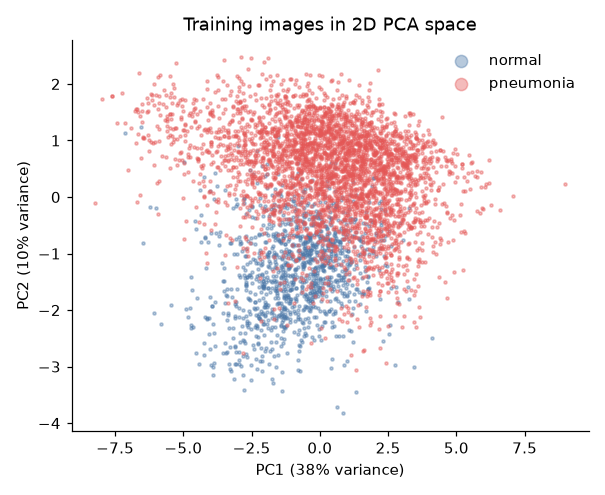 Training images in 2D PCA space
normal
pneumonia
2
1
0
−1
−2
−3
−4
PC2 (10% variance)
−7.5 −5.0 −2.5 0.0 2.5 5.0 7.5
PC1 (38% variance)